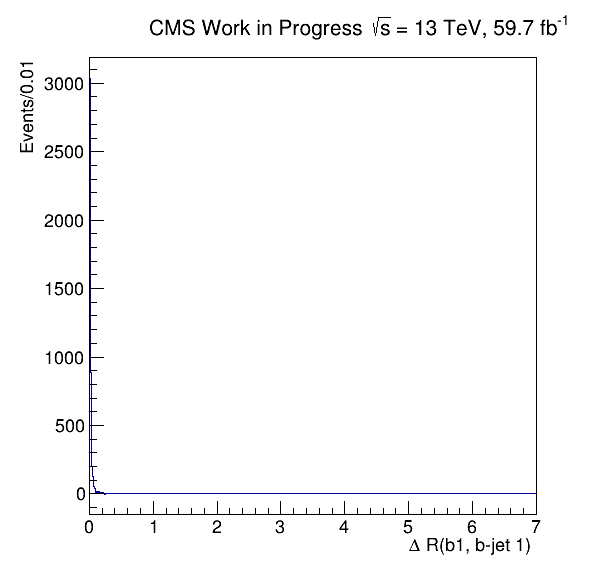 CMS Work in Progress √s = 13 TeV, 59.7 fb⁻¹
Events/0.01
3000
2500
2000
1500
1000
500
0
0 1 2 3 4 5 6 7
Δ R(b1, b-jet 1)